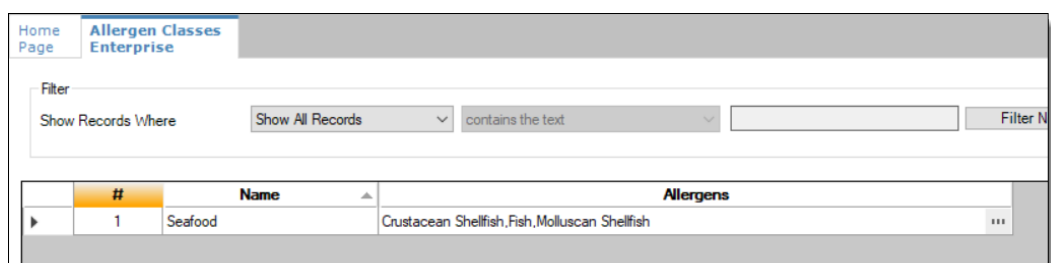 Home Page
Allergen Classes Enterprise
Filter
Show Records Where Show All Records contains the text Filter N
# Name Allergens
1 Seafood Crustacean Shellfish,Fish,Molluscan Shellfish ...